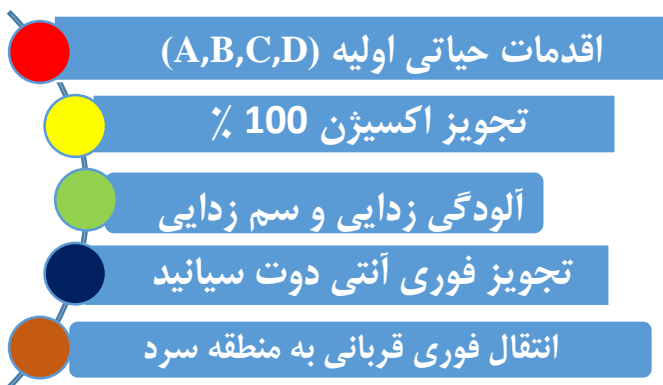 اقدمات حیاتی اولیه (A,B,C,D)
تجویز اکسیژن 100 ٪
آلودگی زدایی و سم زدایی
تجویز فوری آنتی دوت سیانید
انتقال فوری قربانی به منطقه سرد